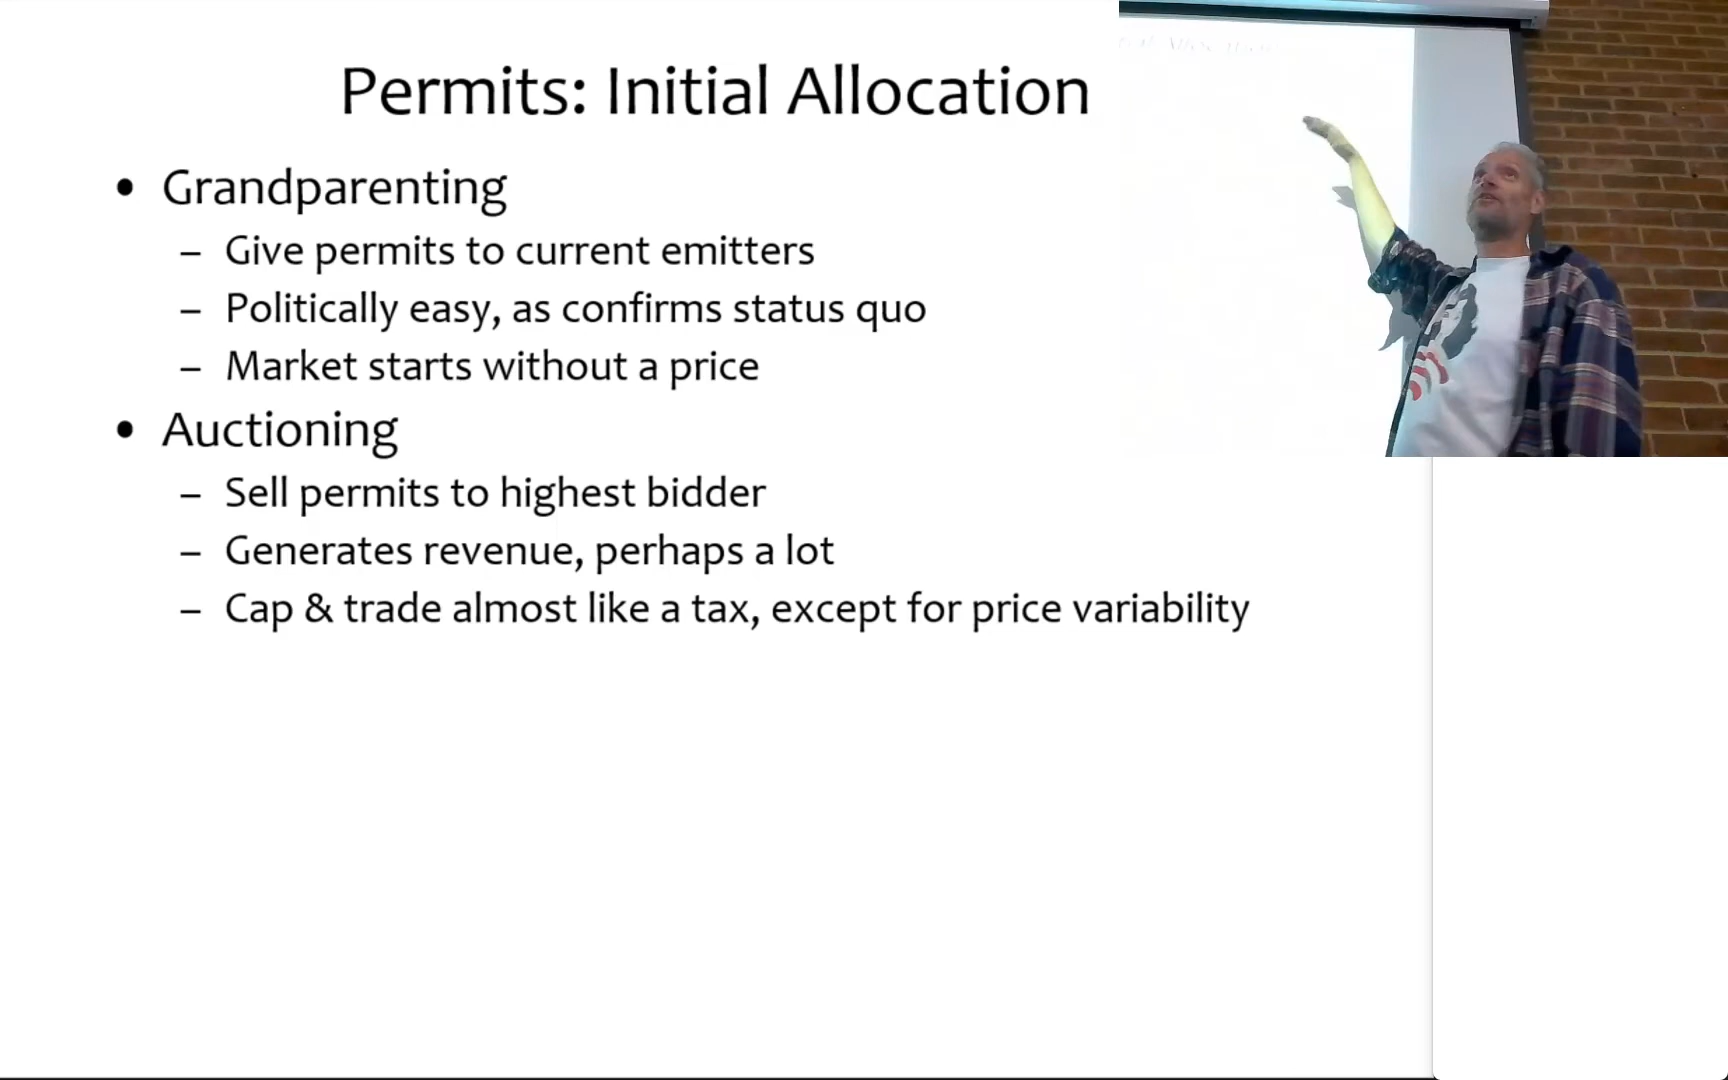 Permits: Initial Allocation
• Grandparenting
– Give permits to current emitters
– Politically easy, as confirms status quo
– Market starts without a price
• Auctioning
– Sell permits to highest bidder
– Generates revenue, perhaps a lot
– Cap & trade almost like a tax, except for price variability